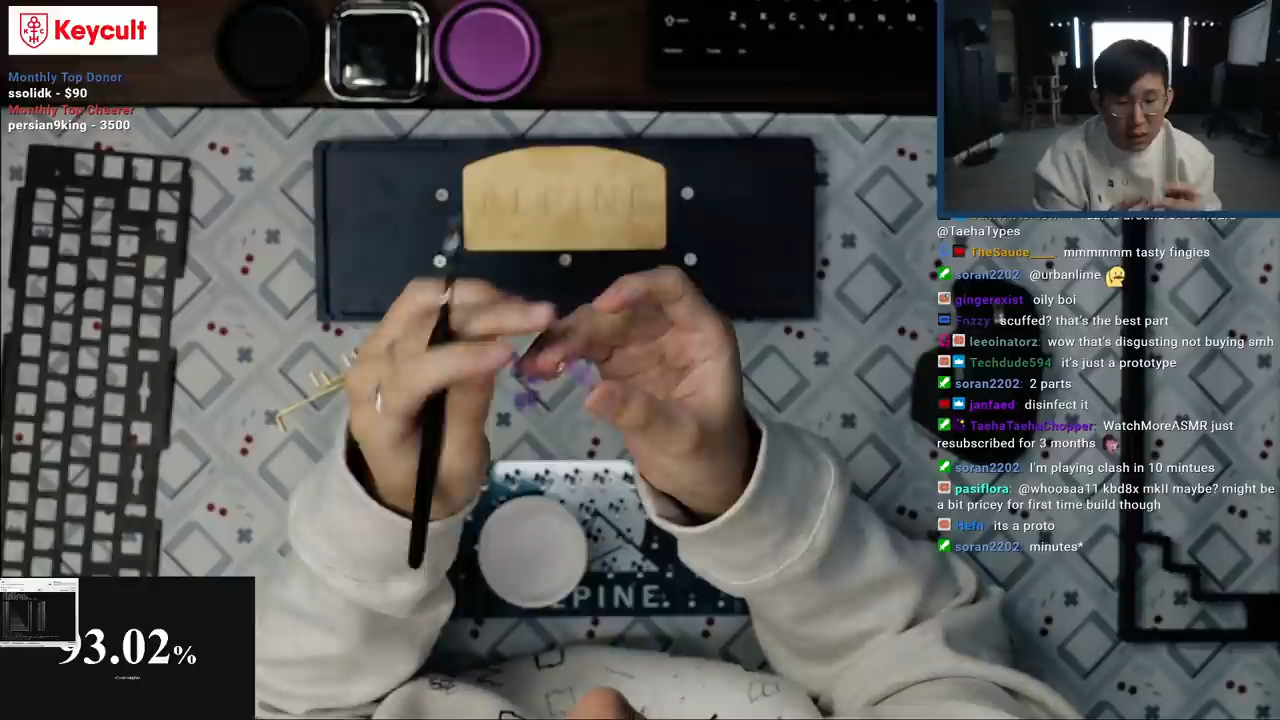 Keycult
Monthly Top Donor
ssolidk - $90
Monthly Top Cheerer
persian9king - 3500
ALPINE
@TaehaTypes
TheSauce____ mmmmmm tasty fingies
soran2202 @urbanlime
gingerexist oily boi
Fnzzy scuffed? that's the best part
leeoinatorz wow that's disgusting not buying smh
Techdude594 it's just a prototype
soran2202: 2 parts
janfaed disinfect it
TaehaTaehaChopper: WatchMoreASMR just
resubscribed for 3 months
soran2202 I'm playing clash in 10 mintues
pasiflora: @whoosaa11 kbd8x mkII maybe? might be
a bit pricey for first time build though
Hefn its a proto
soran2202: minutes*
LPINE.
93.02%